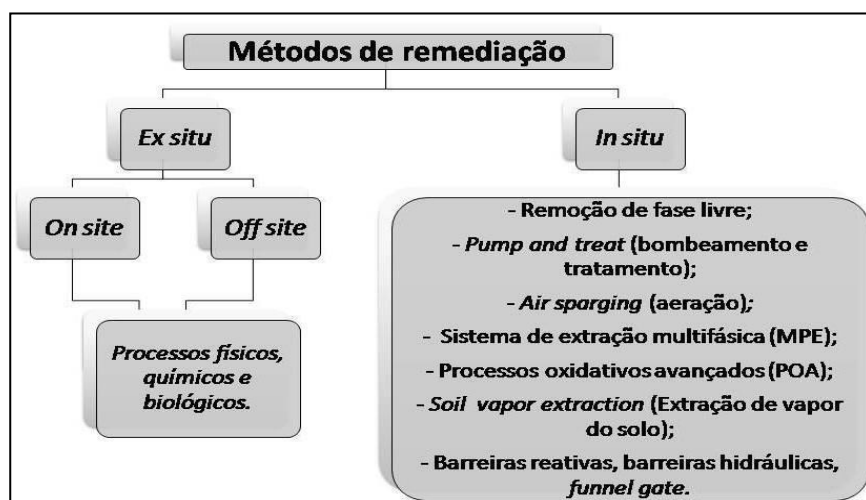 Métodos de remediação
Ex situ
In situ
On site
Off site
Processos físicos,
químicos e
biológicos.
- Remoção de fase livre;
- Pump and treat (bombeamento e
tratamento);
- Air sparging (aeração);
- Sistema de extração multifásica (MPE);
- Processos oxidativos avançados (POA);
- Soil vapor extraction (Extração de vapor
do solo);
- Barreiras reativas, barreiras hidráulicas,
funnel gate.